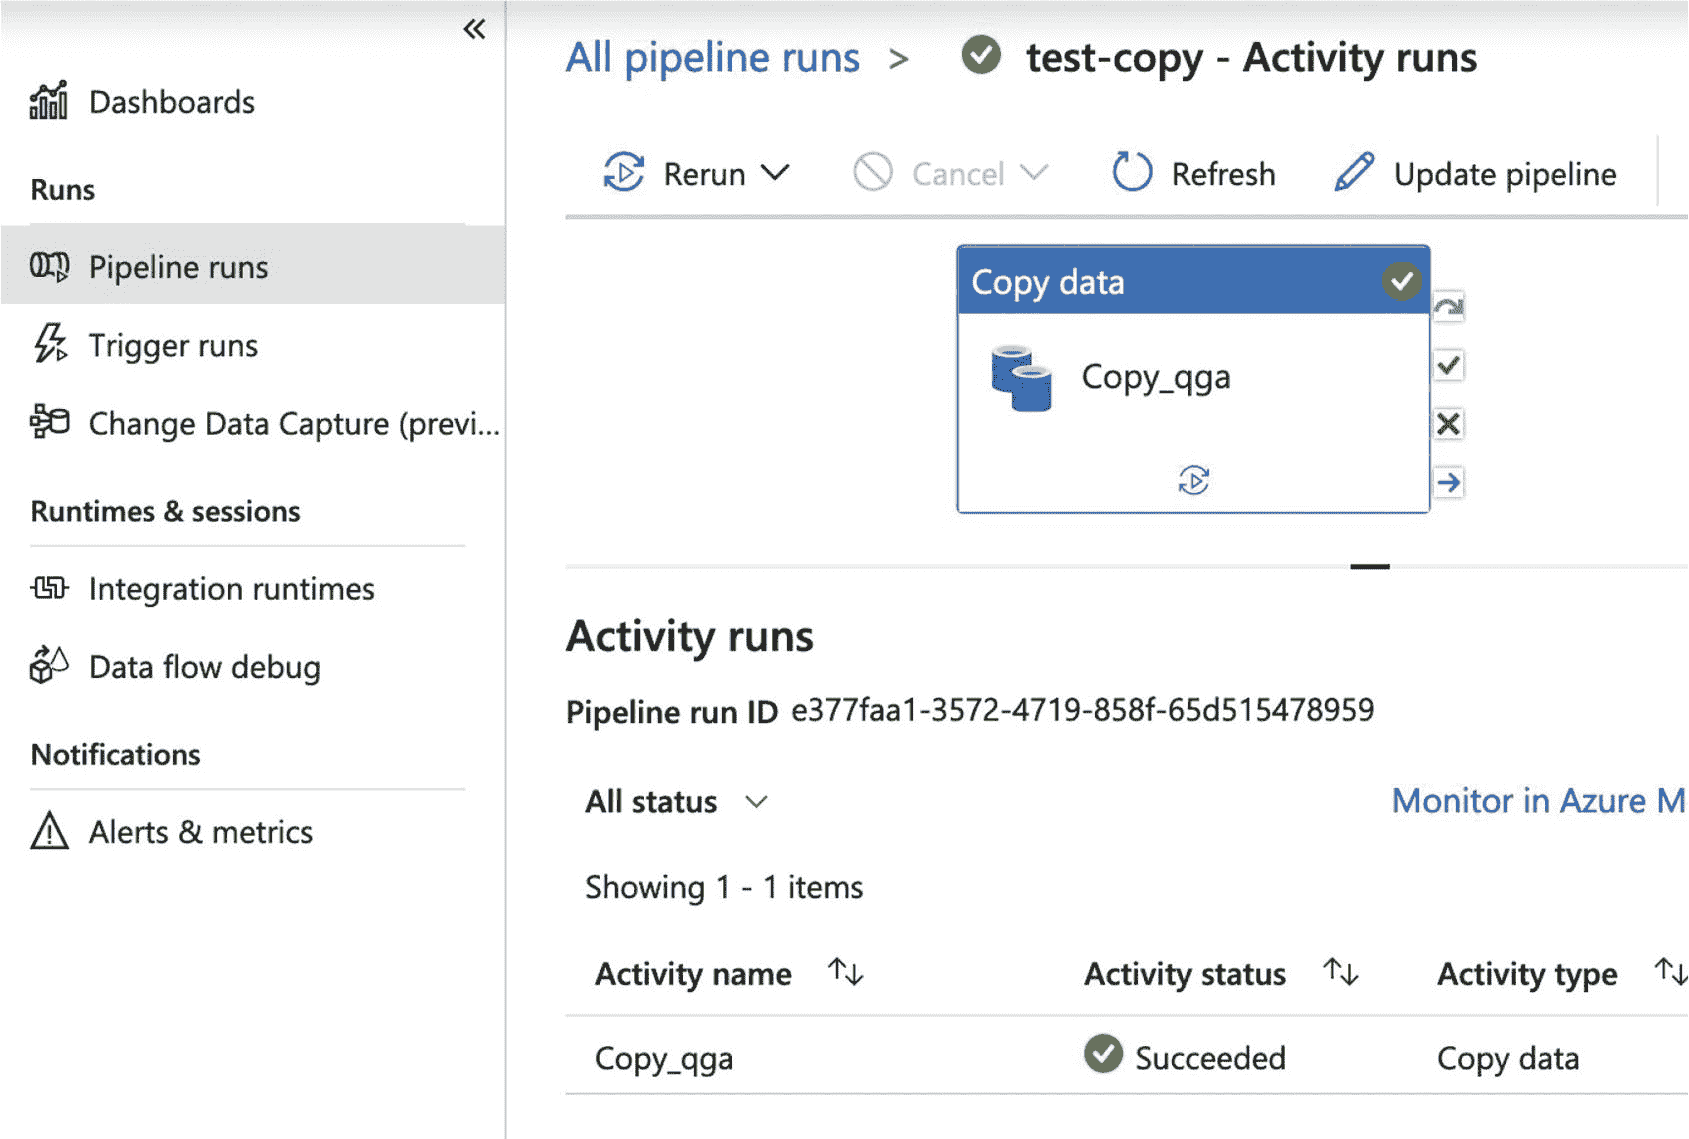 Dashboards
Runs
Pipeline runs
Trigger runs
Change Data Capture (previ...
Runtimes & sessions
Integration runtimes
Data flow debug
Notifications
Alerts & metrics
All pipeline runs > test-copy - Activity runs
Rerun Cancel Refresh Update pipeline
Copy data
Copy_qga
Activity runs
Pipeline run ID e377faa1-3572-4719-858f-65d515478959
All status Monitor in Azure M
Showing 1 - 1 items
Activity name Activity status Activity type
Copy_qga Succeeded Copy data